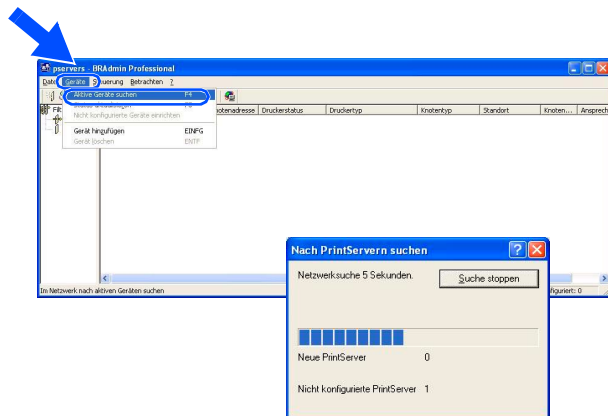 pservers - BRAdmin Professional
Datei Geräte Steuerung Betrachten ?
Aktive Geräte suchen F4
Nicht konfigurierte Geräte einrichten
Gerät hinzufügen EINFG
Gerät löschen ENTF
Filt
Knotenadresse Druckerstatus Druckertyp Knotentyp Standort Knoten... Ansprech
Im Netzwerk nach aktiven Geräten suchen
figuriert: 0
Nach PrintServern suchen
Netzwerksuche 5 Sekunden.
Suche stoppen
Neue PrintServer 0
Nicht konfigurierte PrintServer 1